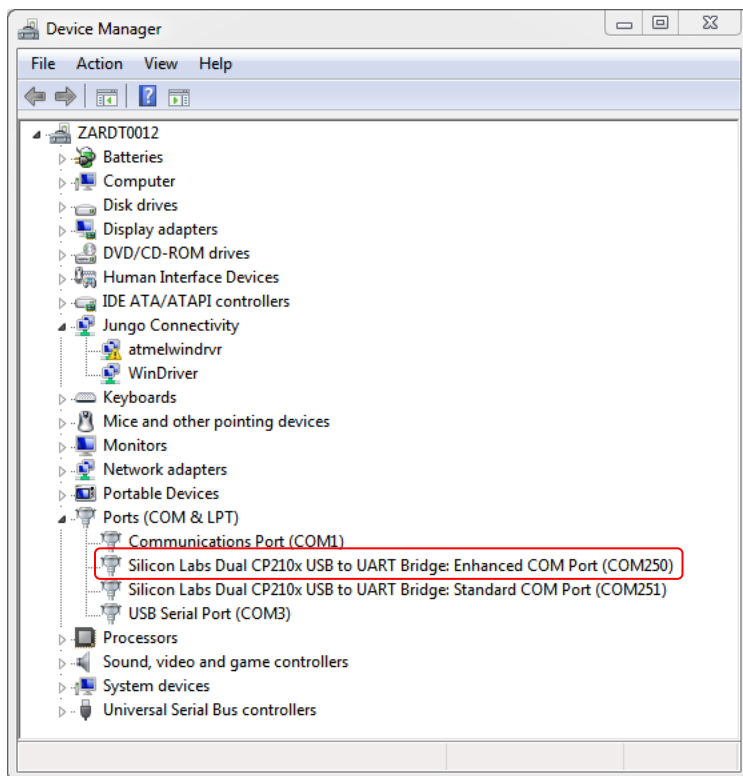 Device Manager
File Action View Help
ZARDT0012
Batteries
Computer
Disk drives
Display adapters
DVD/CD-ROM drives
Human Interface Devices
IDE ATA/ATAPI controllers
Jungo Connectivity
atmelwindrvr
WinDriver
Keyboards
Mice and other pointing devices
Monitors
Network adapters
Portable Devices
Ports (COM & LPT)
Communications Port (COM1)
Silicon Labs Dual CP210x USB to UART Bridge: Enhanced COM Port (COM250)
Silicon Labs Dual CP210x USB to UART Bridge: Standard COM Port (COM251)
USB Serial Port (COM3)
Processors
Sound, video and game controllers
System devices
Universal Serial Bus controllers